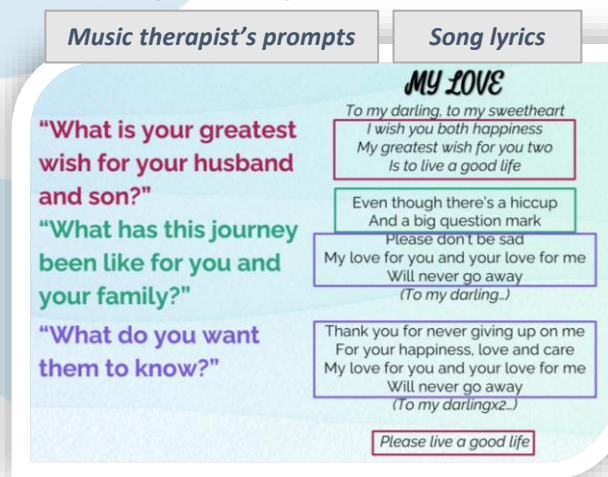 Music therapist's prompts
Song lyrics
"What is your greatest
wish for your husband
and son?"
"What has this journey
been like for you and
your family?"
"What do you want
them to know?"
MY LOVE
To my darling, to my sweetheart
I wish you both happiness
My greatest wish for you two
Is to live a good life
Even though there's a hiccup
And a big question mark
Please don't be sad
My love for you and your love for me
Will never go away
(To my darling...)
Thank you for never giving up on me
For your happiness, love and care
My love for you and your love for me
Will never go away
(To my darlingx2...)
Please live a good life